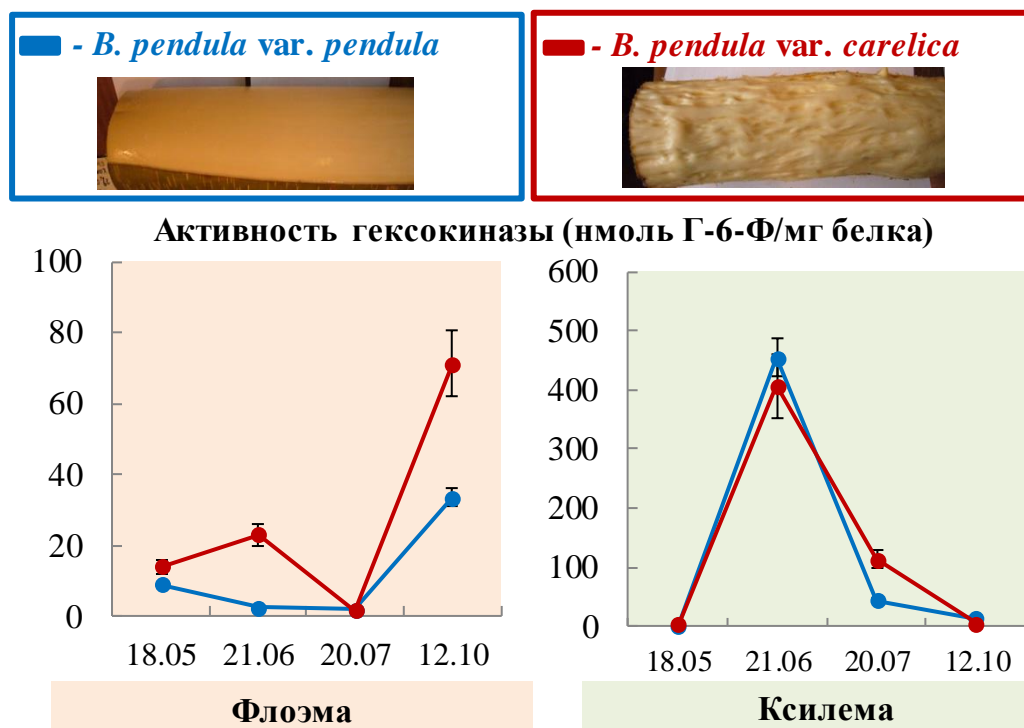 - B. pendula var. pendula
- B. pendula var. carelica
Активность гексокиназы (нмоль Г-6-Ф/мг белка)
100
80
60
40
20
0
18.05 21.06 20.07 12.10
Флоэма
600
500
400
300
200
100
0
18.05 21.06 20.07 12.10
Ксилема